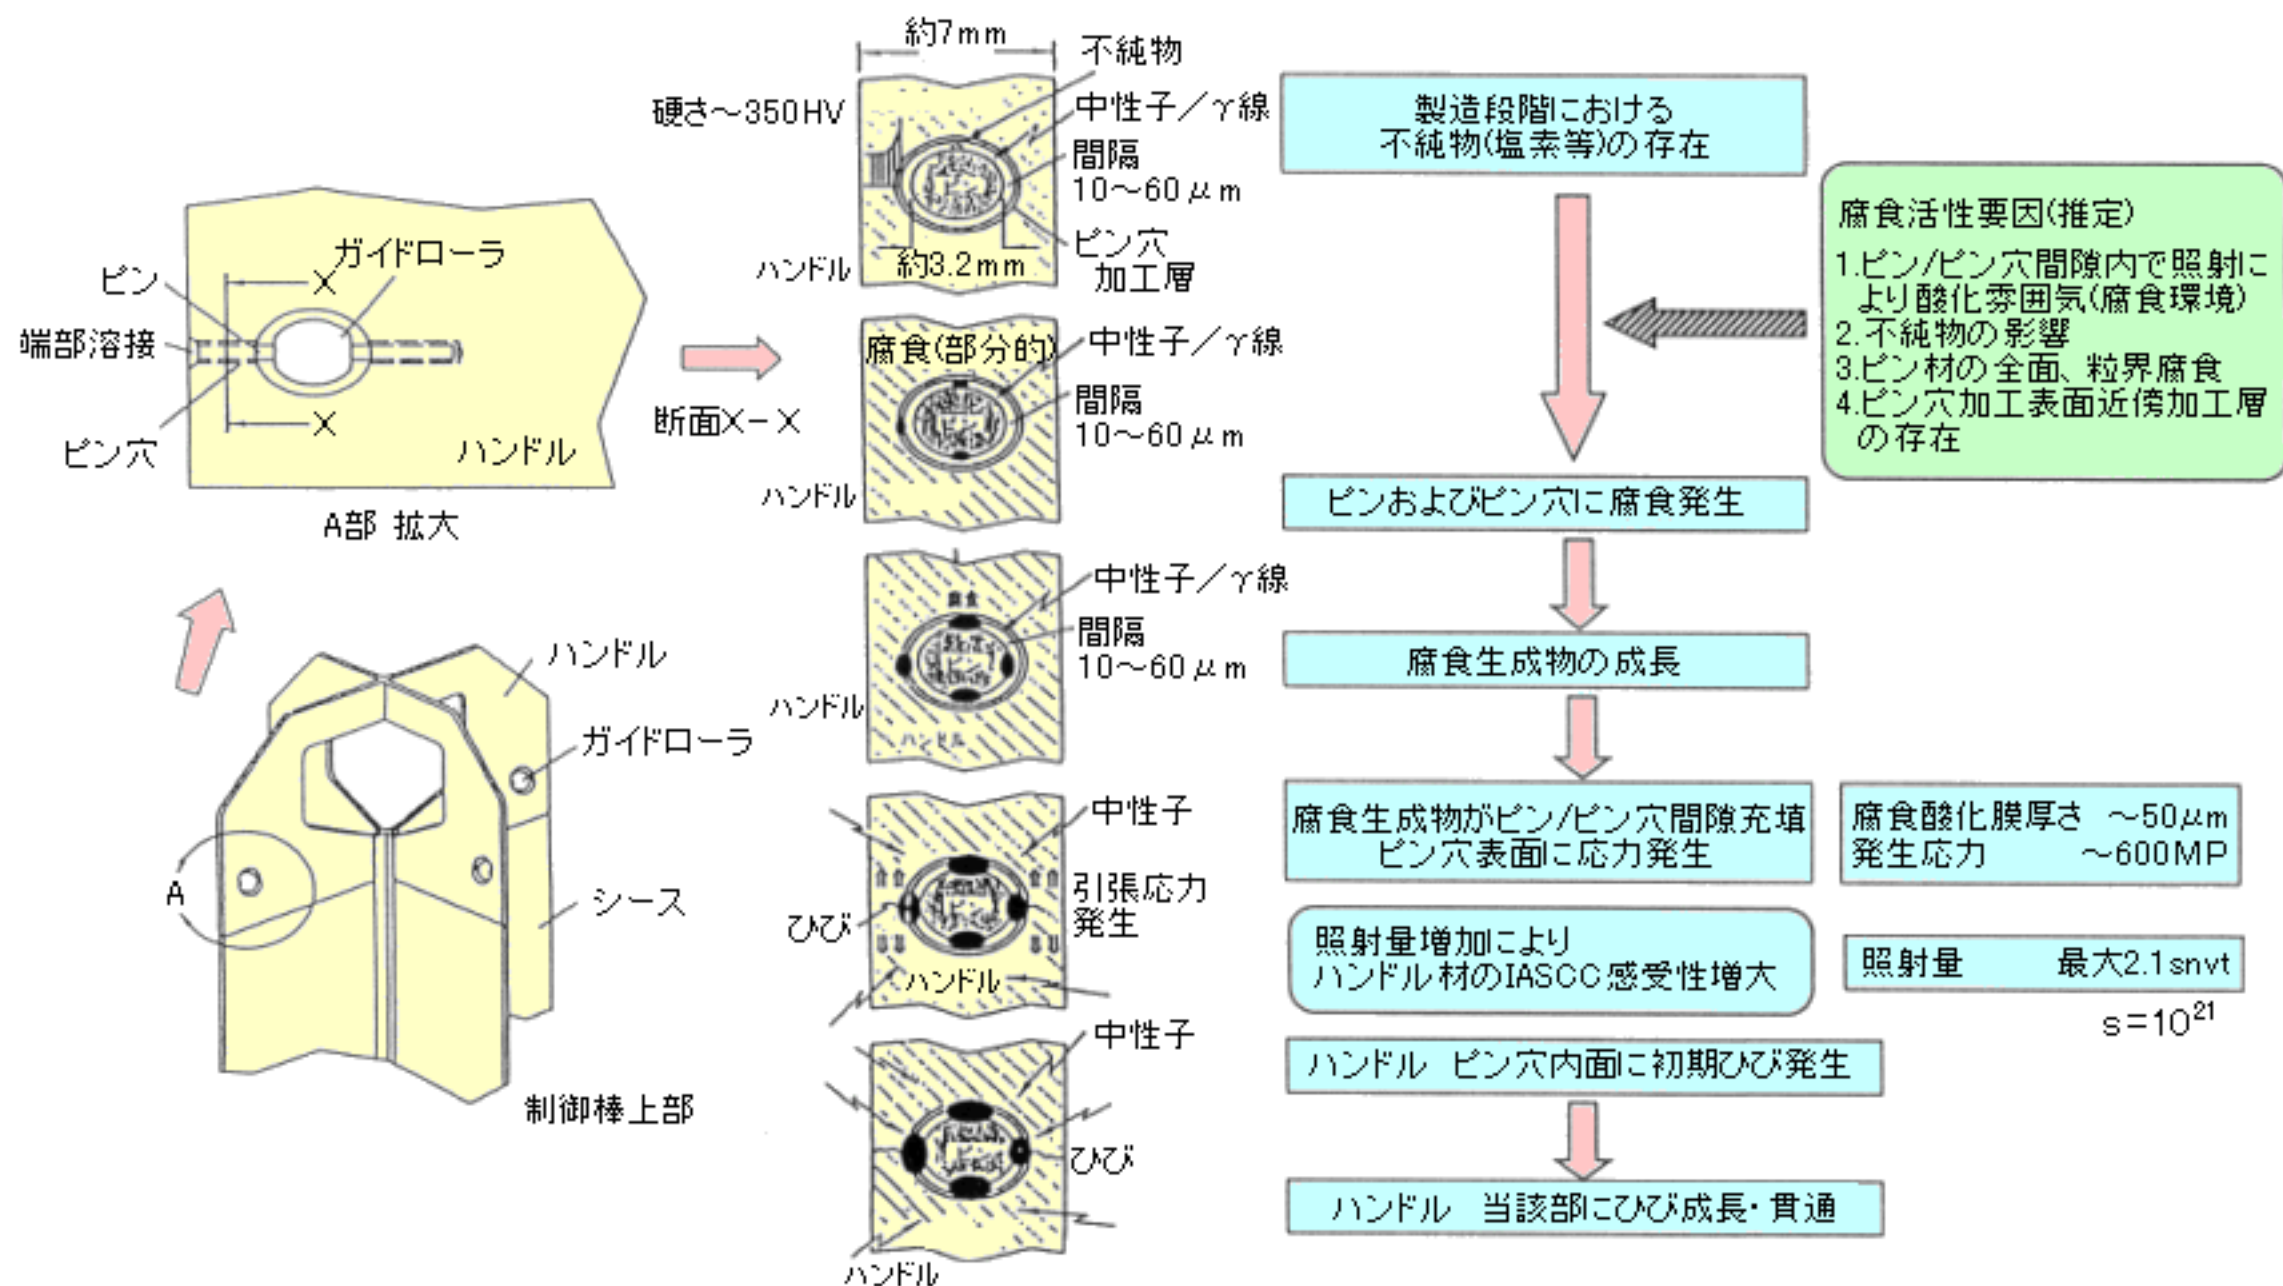 ガイドローラ
ピン
X
端部溶接
X
ピン穴
ハンドル
A部 拡大
断面X-X
ハンドル
ガイドローラ
A
シース
制御棒上部
約7mm
不純物
硬さ～350HV
中性子／γ線
間隔
10～60μm
ピン
ピン穴
加工層
ハンドル
約3.2mm
腐食(部分的)
中性子／γ線
間隔
10～60μm
ピン
ハンドル
中性子／γ線
腐食
間隔
10～60μm
ピン
ハンドル
ハンドル
中性子
引張応力
発生
ピン
ひび
ハンドル
中性子
ピン
ひび
ハンドル
製造段階における
不純物(塩素等)の存在
腐食活性要因(推定)
1.ピン/ピン穴間隙内で照射に
より酸化雰囲気(腐食環境)
2.不純物の影響
3.ピン材の全面、粒界腐食
4.ピン穴加工表面近傍加工層
の存在
ピンおよびピン穴に腐食発生
腐食生成物の成長
腐食生成物がピン/ピン穴間隙充填
ピン穴表面に応力発生
腐食酸化膜厚さ ～50μm
発生応力 ～600MP
照射量増加により
ハンドル材のIASCC感受性増大
照射量 最大2.1snvt
s=10²¹
ハンドル ピン穴内面に初期ひび発生
ハンドル 当該部にひび成長・貫通